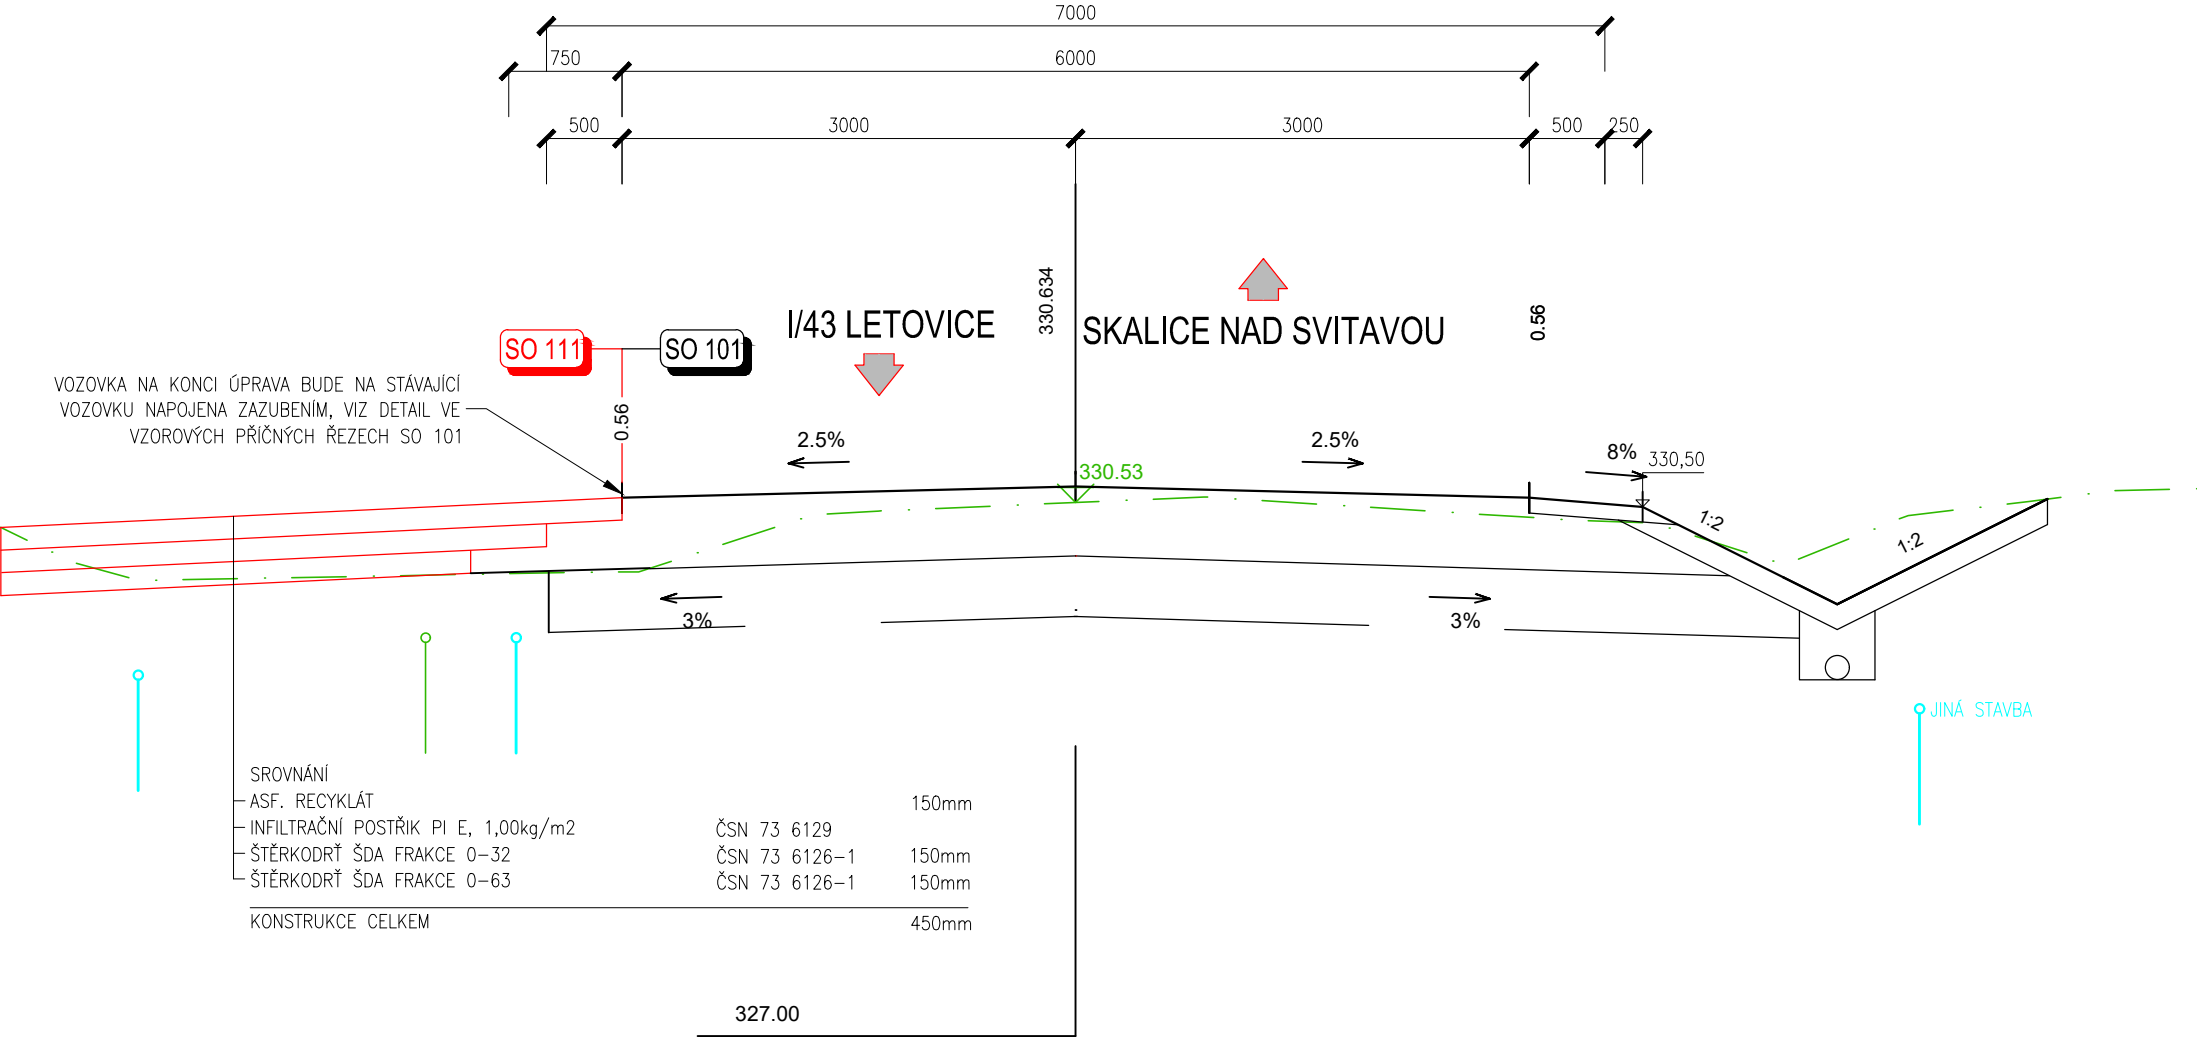 7000
750
6000
500
3000
3000
500
250
330.634
0.56
I/43 LETOVICE
SKALICE NAD SVITAVOU
SO 111
SO 101
VOZOVKA NA KONCI ÚPRAVA BUDE NA STÁVAJÍCÍ
VOZOVKU NAPOJENA ZAZUBENÍM, VIZ DETAIL VE
VZOROVÝCH PŘÍČNÝCH ŘEZECH SO 101
0.56
2.5%
2.5%
8%
330,50
330.53
1:2
1:2
3%
3%
JINÁ STAVBA
SROVNÁNÍ
ASF. RECYKLÁT 150mm
INFILTRAČNÍ POSTŘIK PI E, 1,00kg/m2 ČSN 73 6129
ŠTĚRKODRŤ ŠDA FRAKCE 0-32 ČSN 73 6126-1 150mm
ŠTĚRKODRŤ ŠDA FRAKCE 0-63 ČSN 73 6126-1 150mm
KONSTRUKCE CELKEM 450mm
327.00